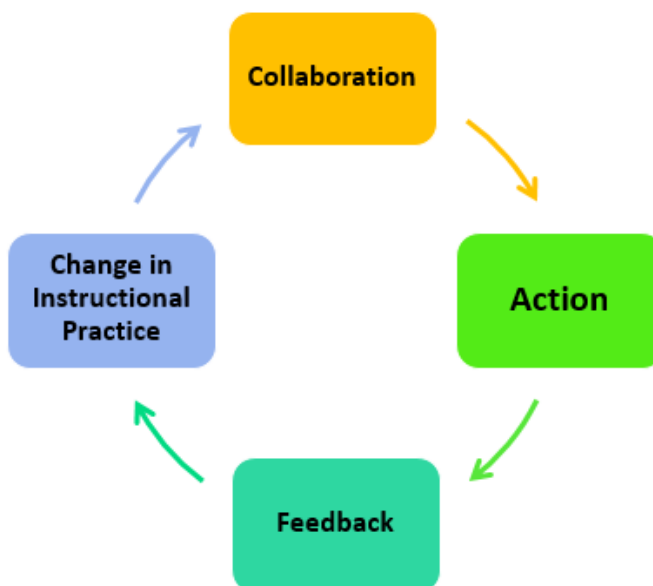 Collaboration
Action
Feedback
Change in
Instructional
Practice